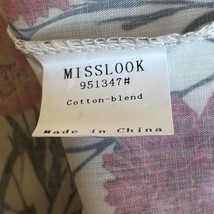 MISSLOOK
951347#
Cotton-blend
Made in China